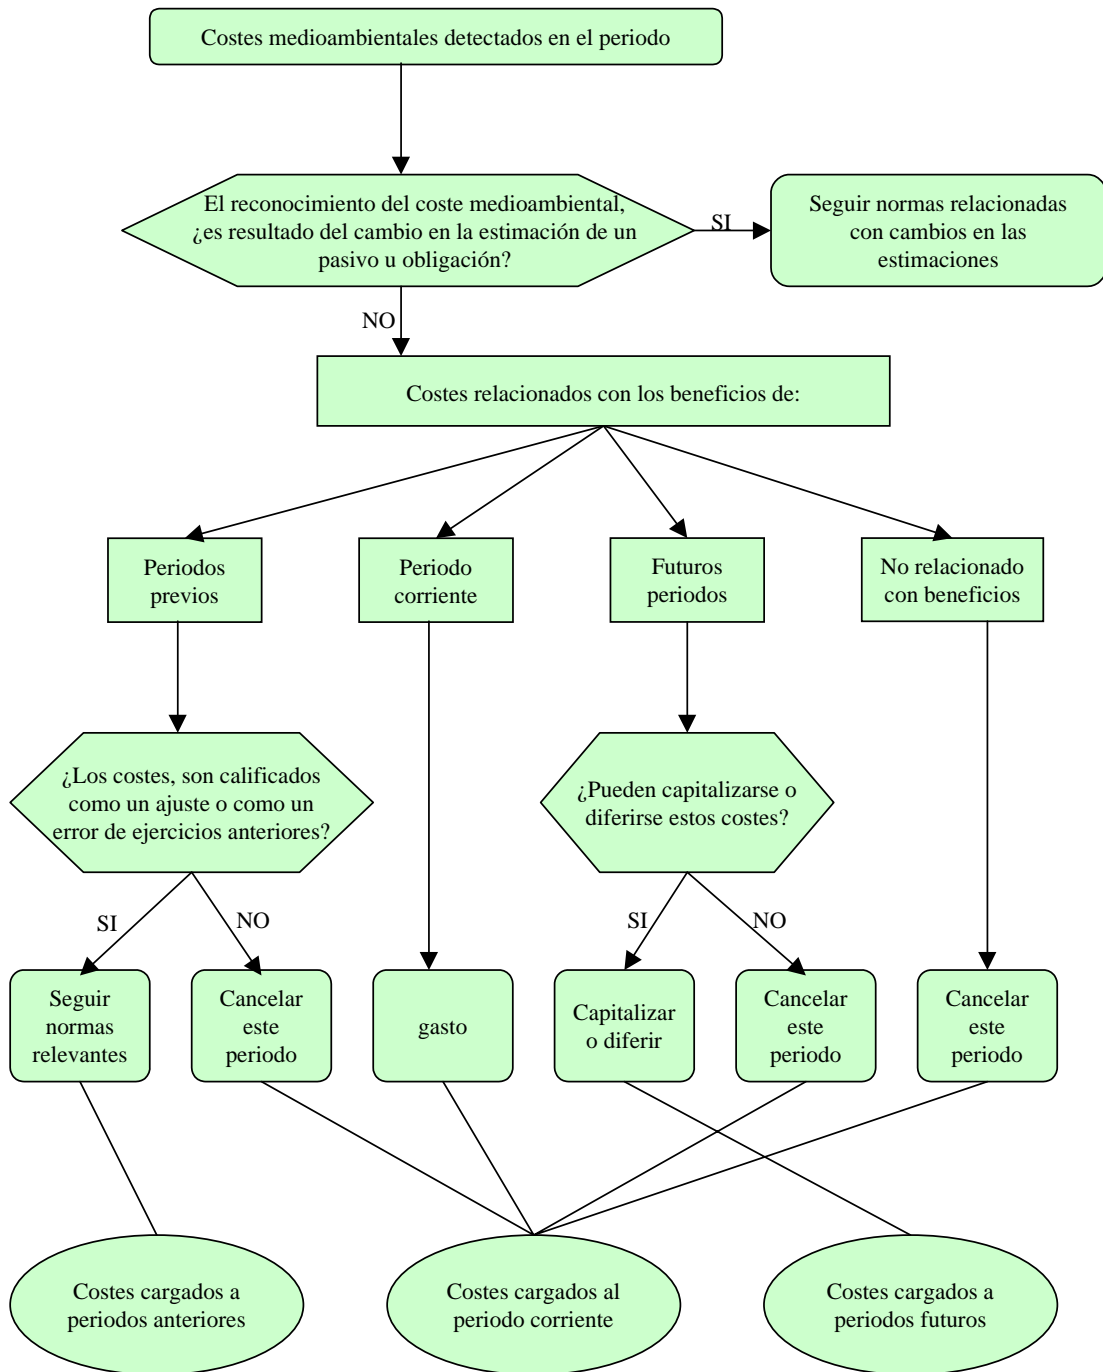 Costes medioambientales detectados en el periodo
El reconocimiento del coste medioambiental,
¿es resultado del cambio en la estimación de un
pasivo u obligación?
SI
Seguir normas relacionadas
con cambios en las
estimaciones
NO
Costes relacionados con los beneficios de:
Periodos
previos
Periodo
corriente
Futuros
periodos
No relacionado
con beneficios
¿Los costes, son calificados
como un ajuste o como un
error de ejercicios anteriores?
¿Pueden capitalizarse o
diferirse estos costes?
SI
NO
SI
NO
Seguir
normas
relevantes
Cancelar
este
periodo
gasto
Capitalizar
o diferir
Cancelar
este
periodo
Cancelar
este
periodo
Costes cargados a
periodos anteriores
Costes cargados al
periodo corriente
Costes cargados a
periodos futuros